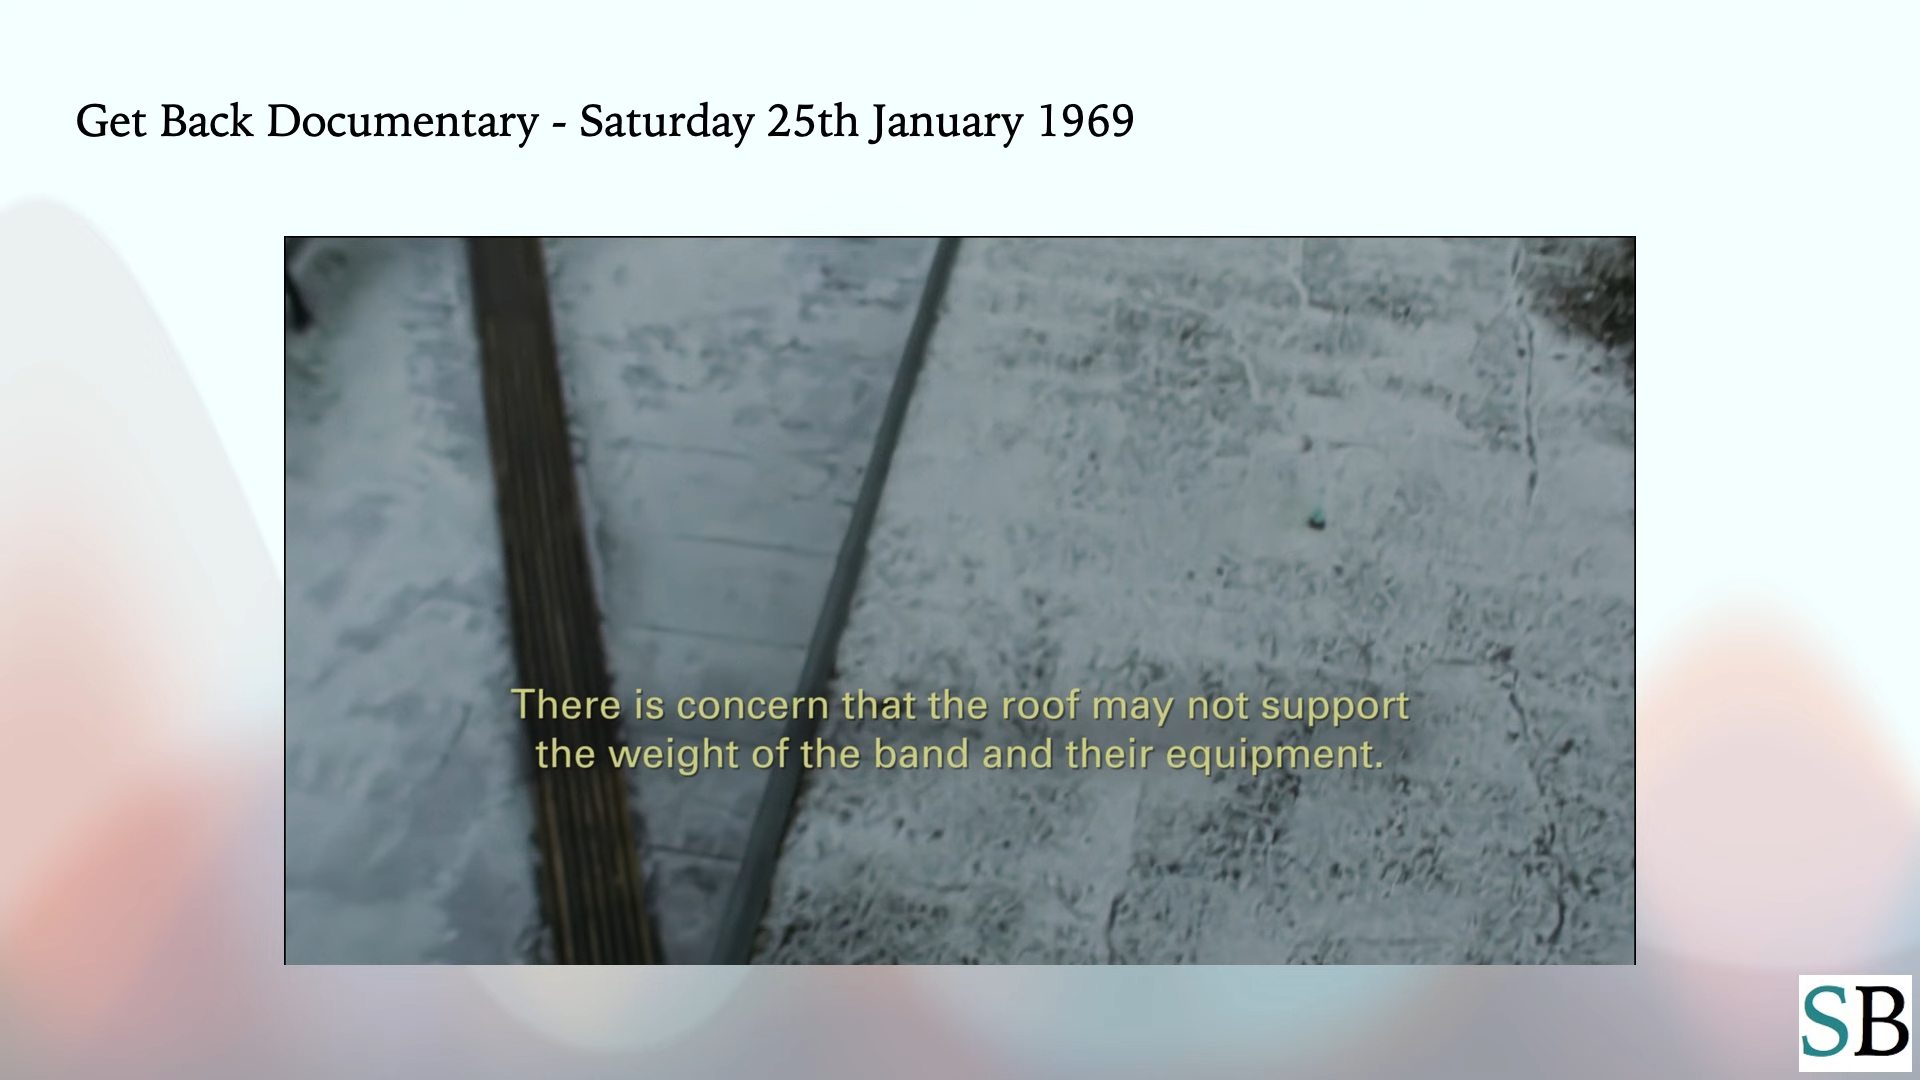 Get Back Documentary - Saturday 25th January 1969
There is concern that the roof may not support
the weight of the band and their equipment.
SB